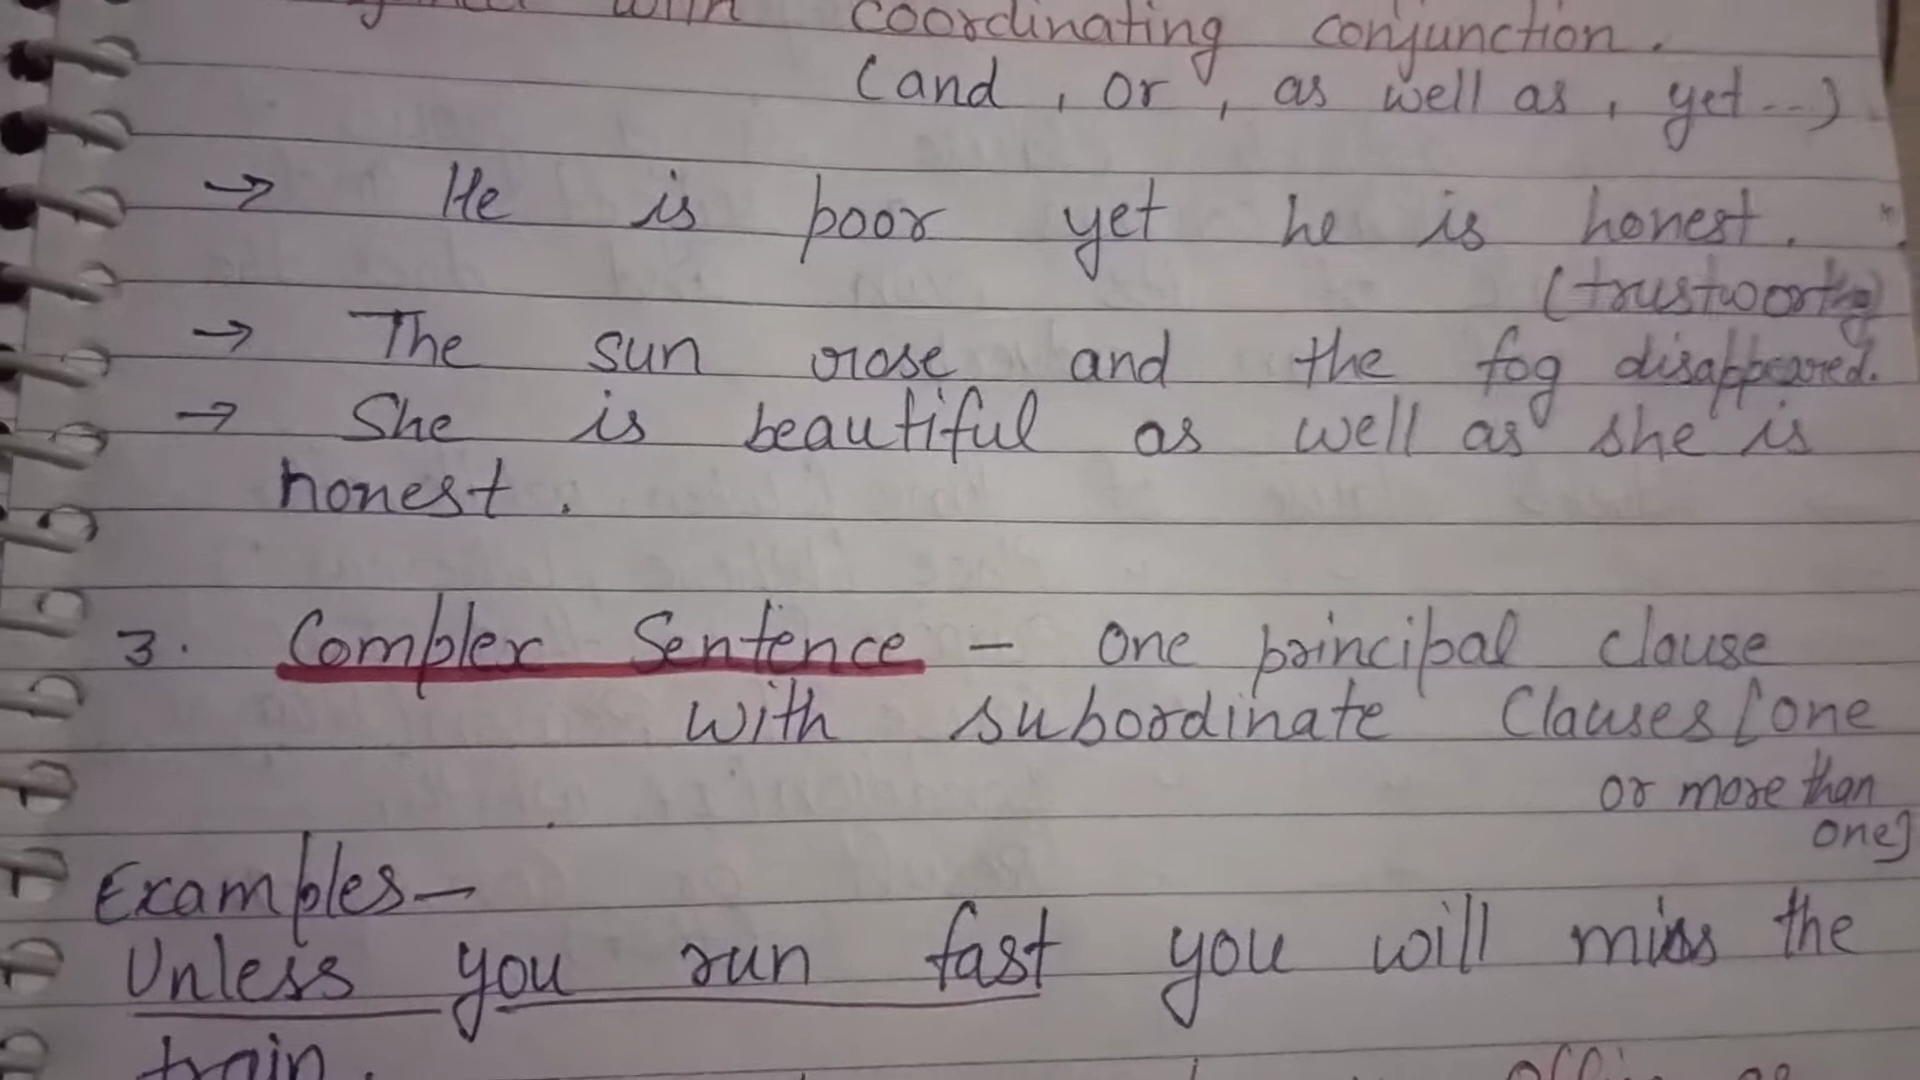 with coordinating conjunction.
(and, or, as well as, yet--)
→ He is poor yet he is honest.
(trustworthy)
→ The sun rose and the fog disappeared.
→ She is beautiful as well as she is
honest.
3. Complex Sentence - One principal clause
with subordinate Clauses [one
or more than
one]
Examples-
Unless you run fast you will miss the
train.